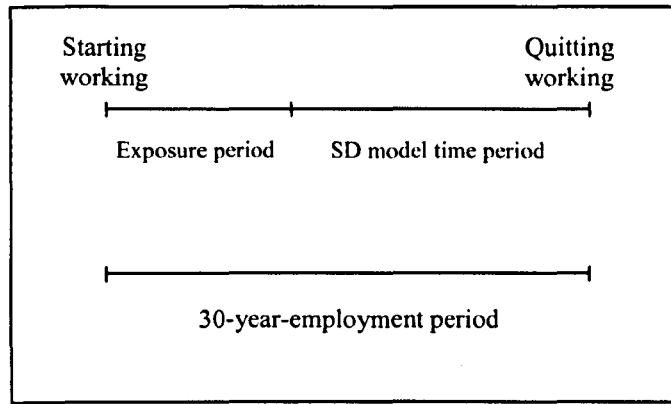 Starting working
Quitting working
Exposure period
SD model time period
30-year-employment period